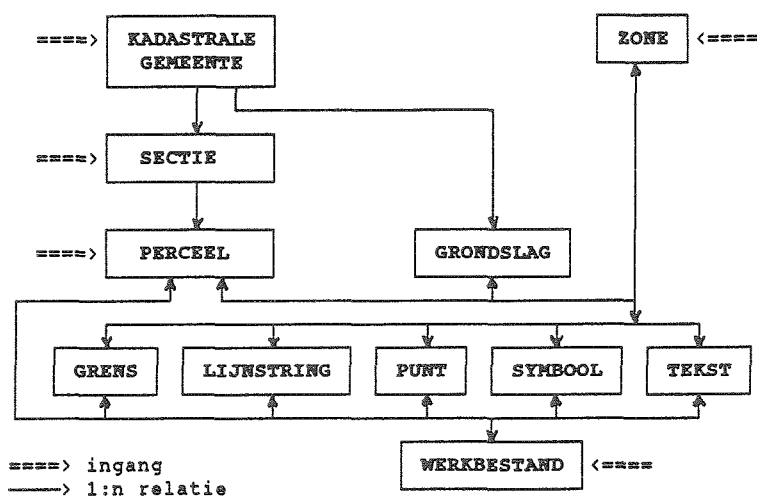 ====> KADASTRALE GEMEENTE
ZONE <====
====> SECTIE
====> PERCEEL
GRONDSLAG
GRENS LIJNSTRING PUNT SYMBOOL TEKST
WERKBESTAND <====
====> ingang
────> 1:n relatie